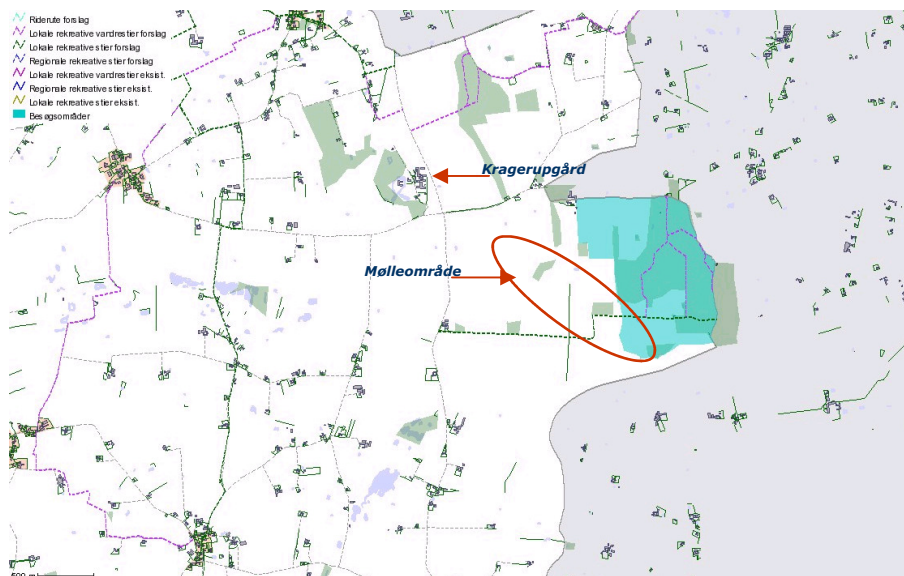 Riderute forslag
Lokale rekreative vandrestier forslag
Lokale rekreative stier forslag
Regionale rekreative stier forslag
Lokale rekreative vandrestier eksist.
Regionale rekreative stier eksist.
Lokale rekreative stier eksist.
Besøgsområder
Kragerupgård
Mølleområde
500 m